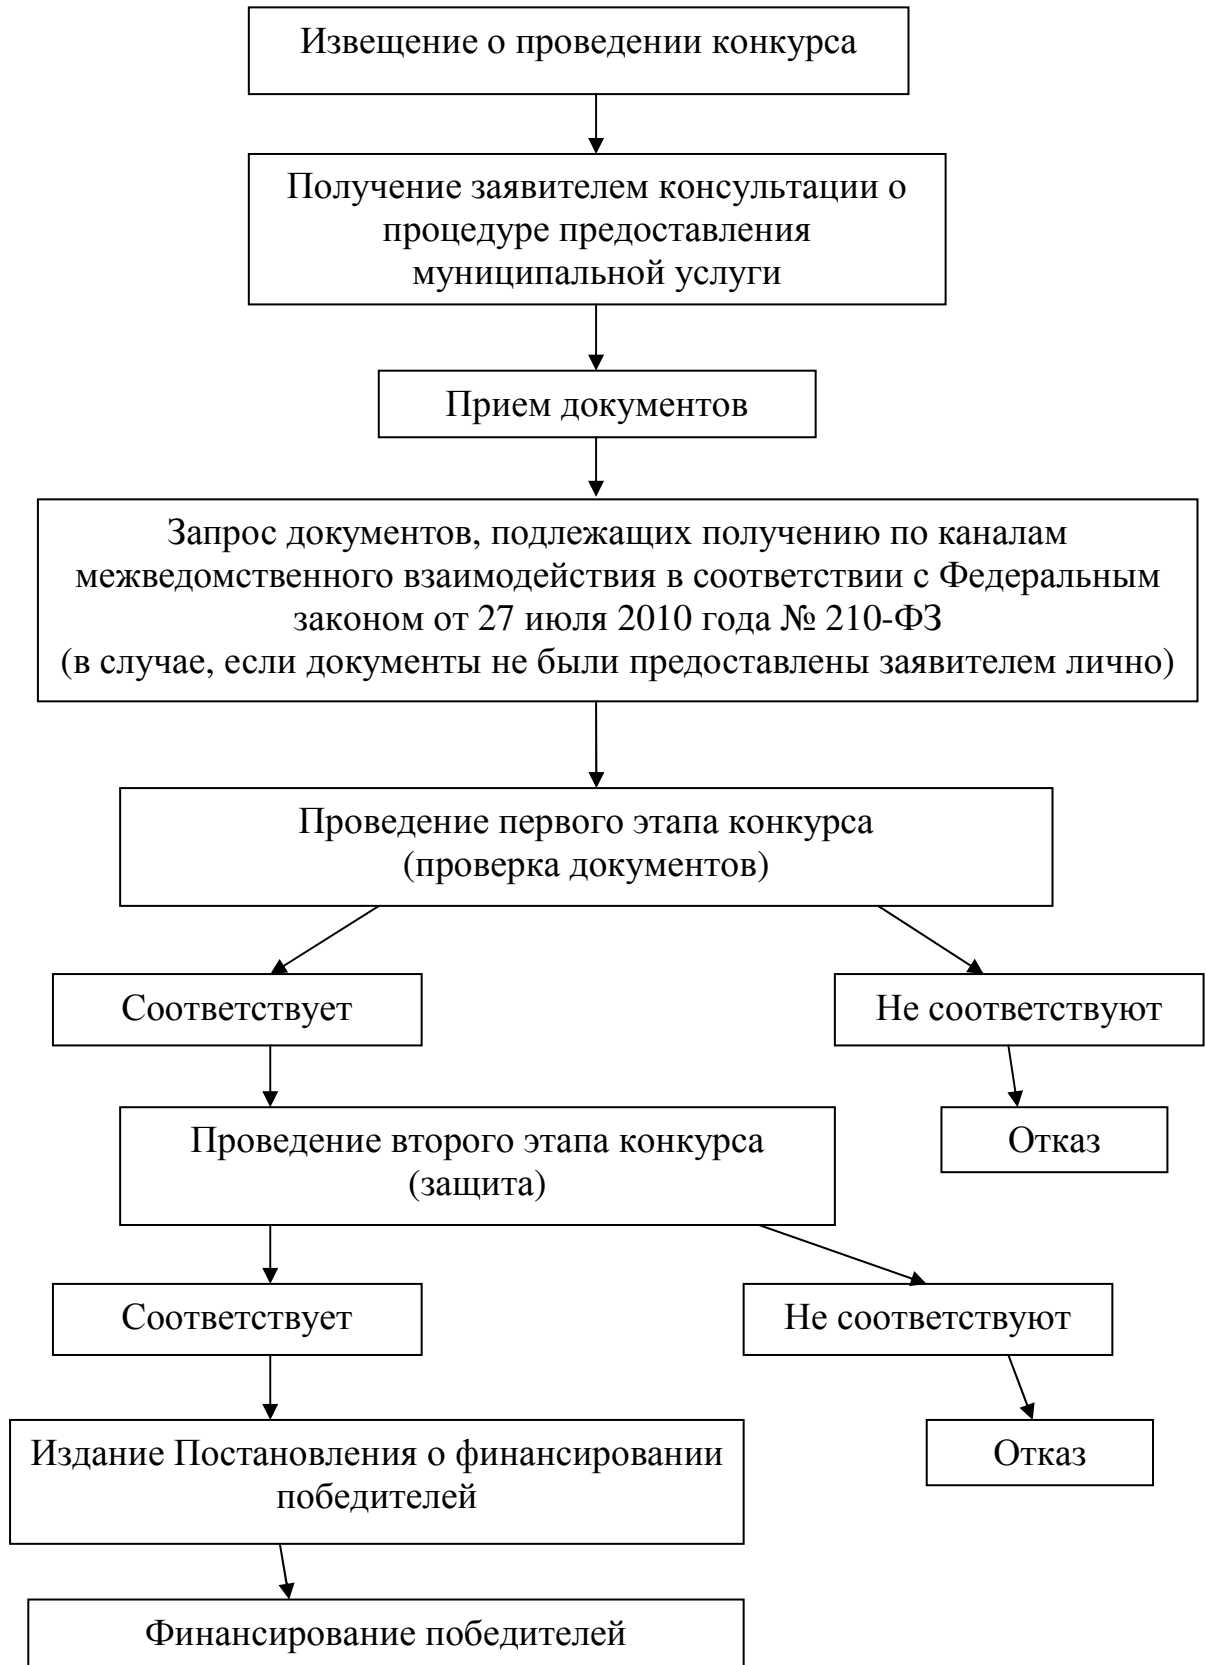 Извещение о проведении конкурса
Получение заявителем консультации о
процедуре предоставления
муниципальной услуги
Прием документов
Запрос документов, подлежащих получению по каналам
межведомственного взаимодействия в соответствии с Федеральным
законом от 27 июля 2010 года № 210-ФЗ
(в случае, если документы не были предоставлены заявителем лично)
Проведение первого этапа конкурса
(проверка документов)
Соответствует
Не соответствуют
Проведение второго этапа конкурса
(защита)
Отказ
Соответствует
Не соответствуют
Издание Постановления о финансировании
победителей
Отказ
Финансирование победителей